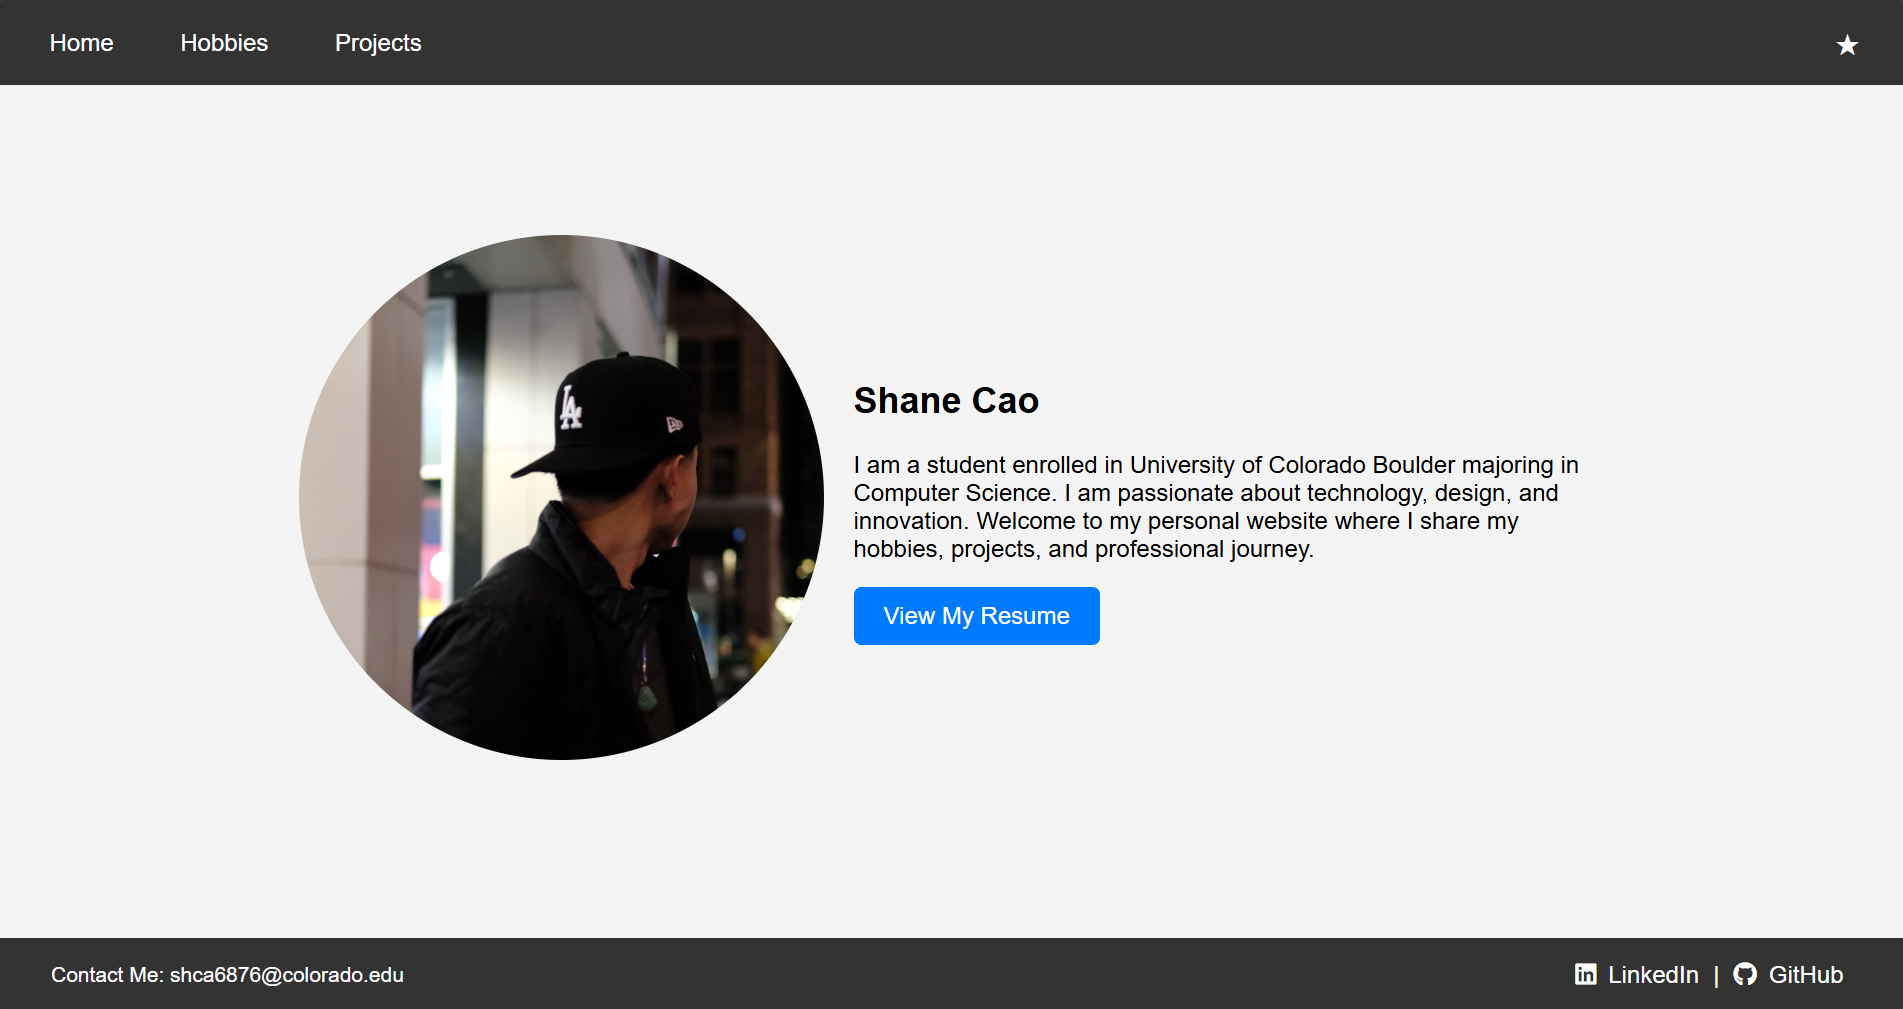 Home Hobbies Projects ★
LA
Shane Cao
I am a student enrolled in University of Colorado Boulder majoring in
Computer Science. I am passionate about technology, design, and
innovation. Welcome to my personal website where I share my
hobbies, projects, and professional journey.
View My Resume
Contact Me: shca6876@colorado.edu
in LinkedIn | GitHub